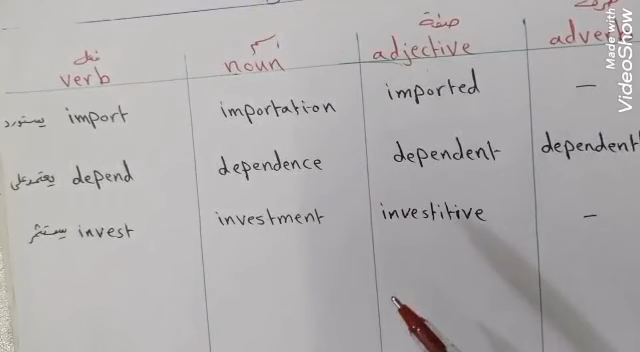 فعل اسم صفة
verb noun adjective adver
يستورد import importation imported —
يعتمد على depend dependence dependent dependent
يستثمر invest investment investitive —
Made with
VideoShow